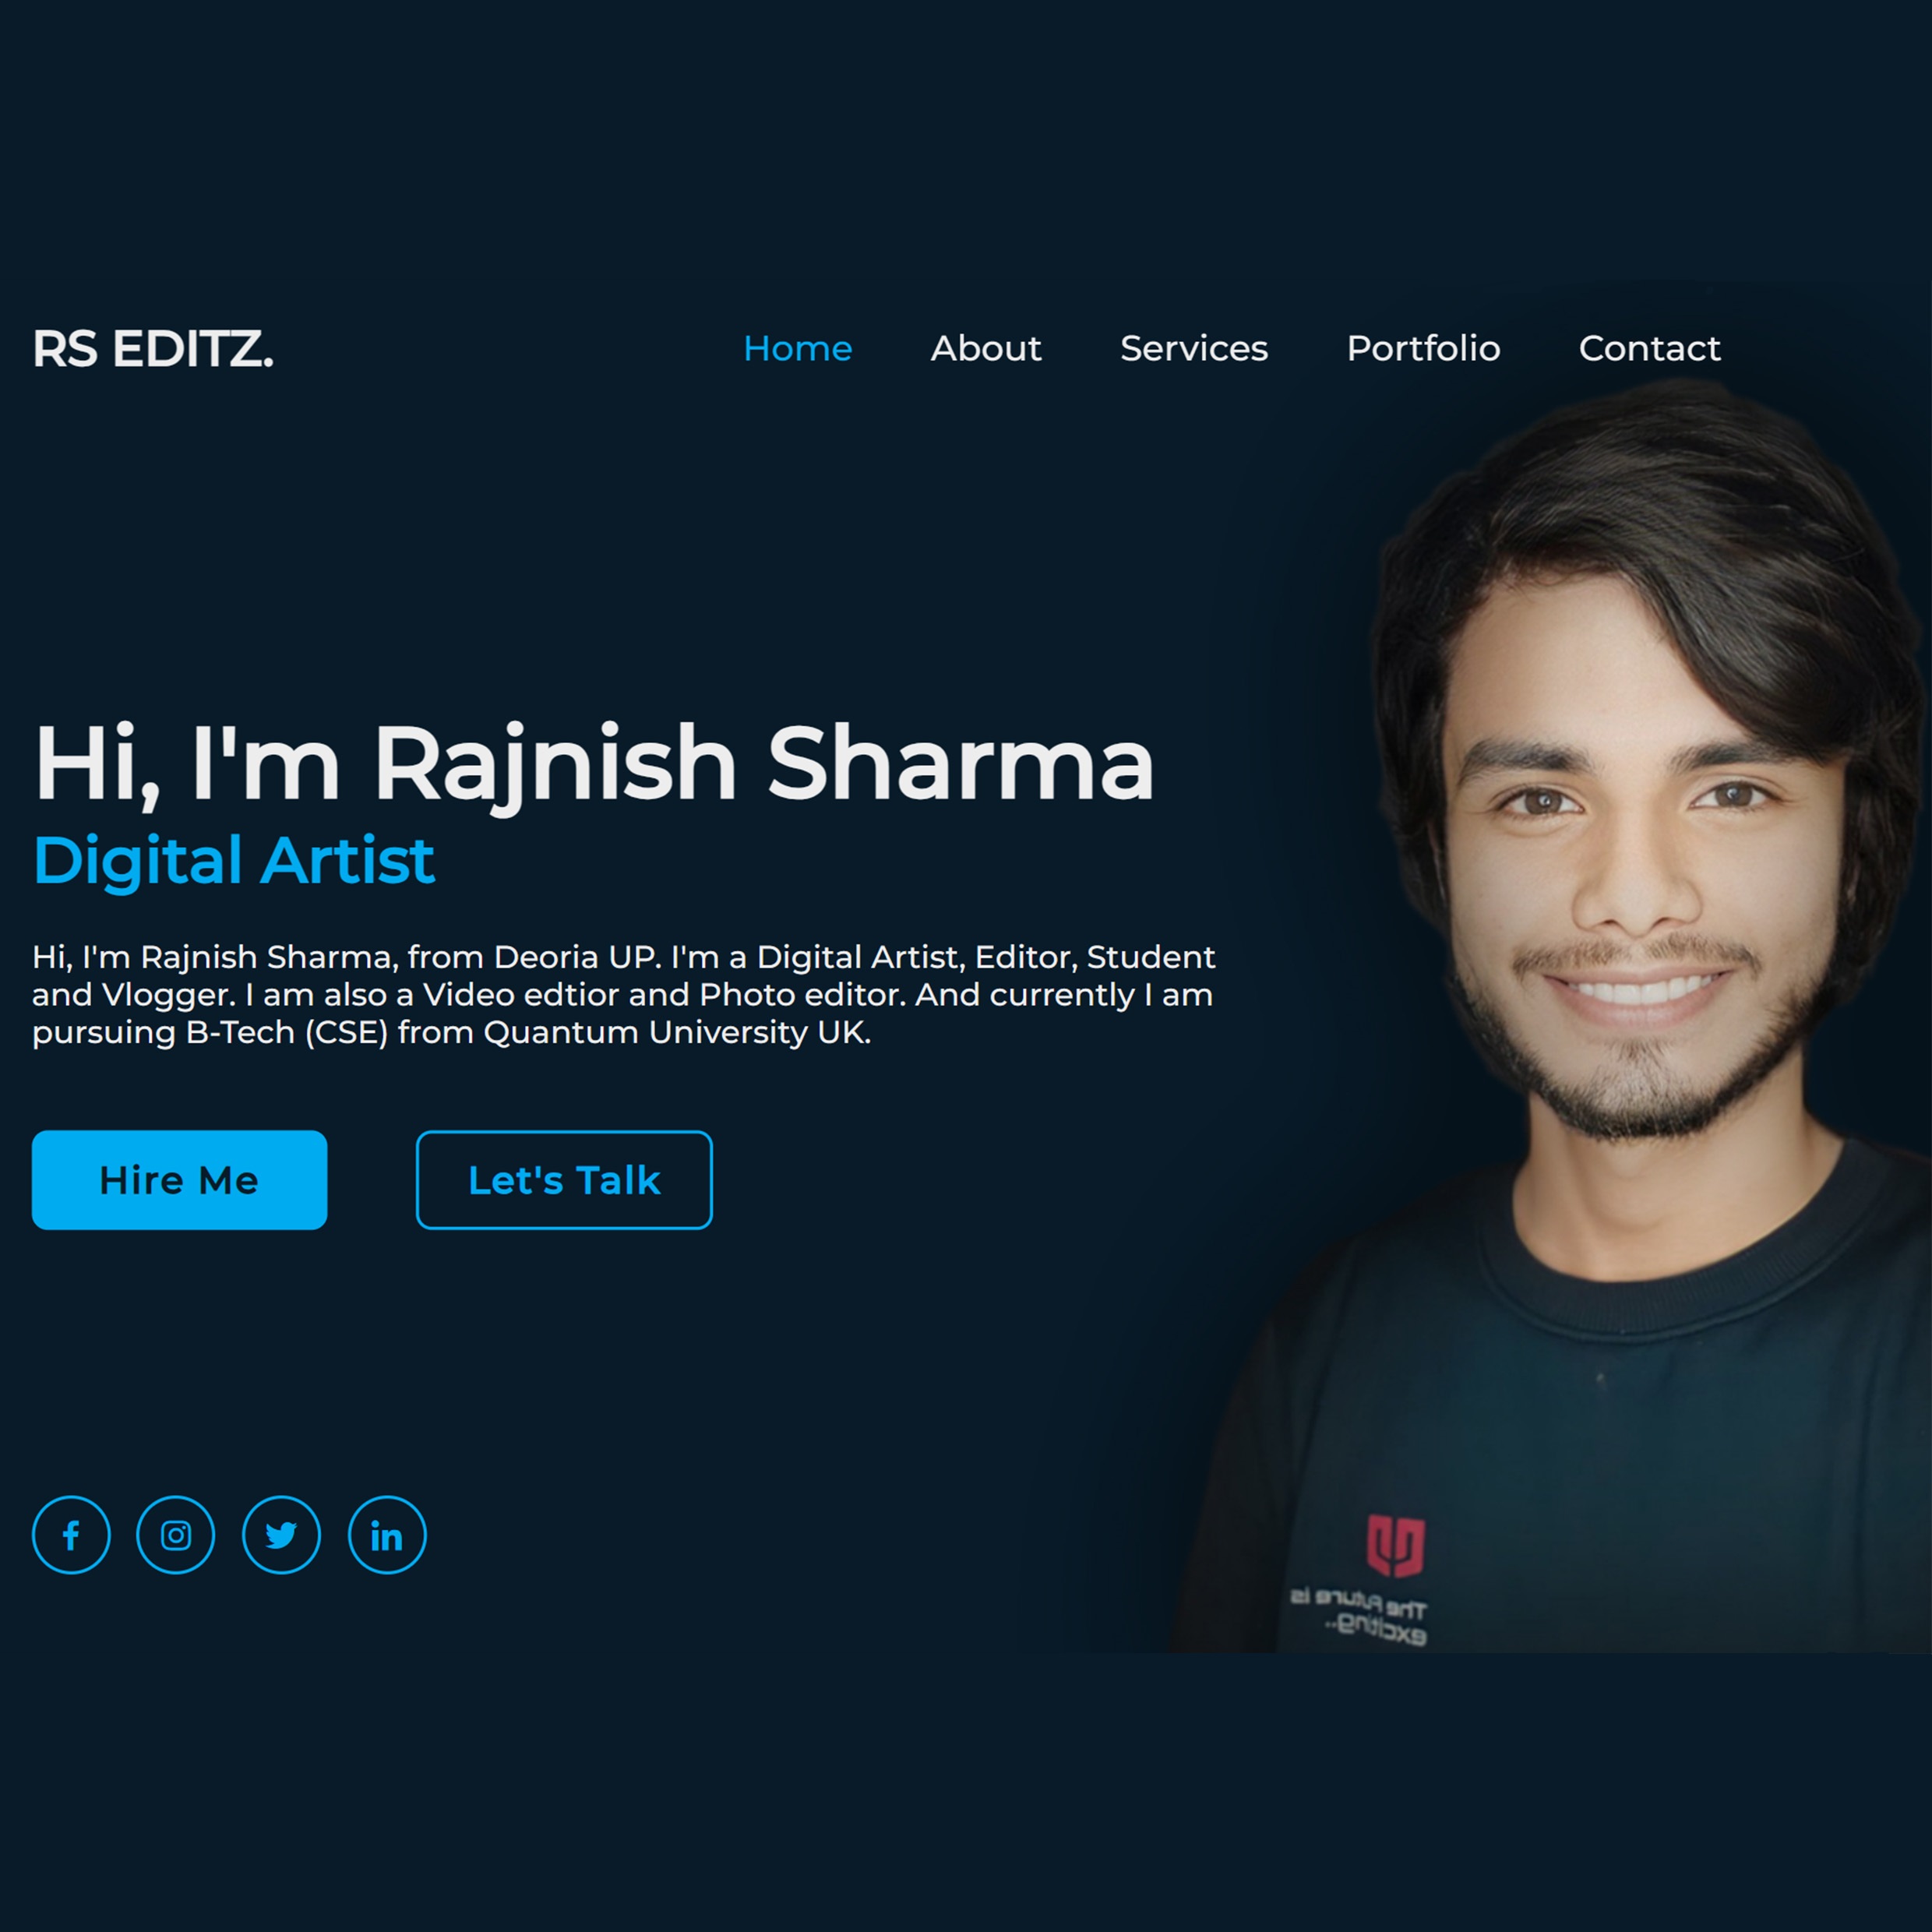 RS EDITZ.
Home About Services Portfolio Contact
Hi, I'm Rajnish Sharma
Digital Artist
Hi, I'm Rajnish Sharma, from Deoria UP. I'm a Digital Artist, Editor, Student
and Vlogger. I am also a Video edtior and Photo editor. And currently I am
pursuing B-Tech (CSE) from Quantum University UK.
Hire Me Let's Talk
The Future is
exciting..